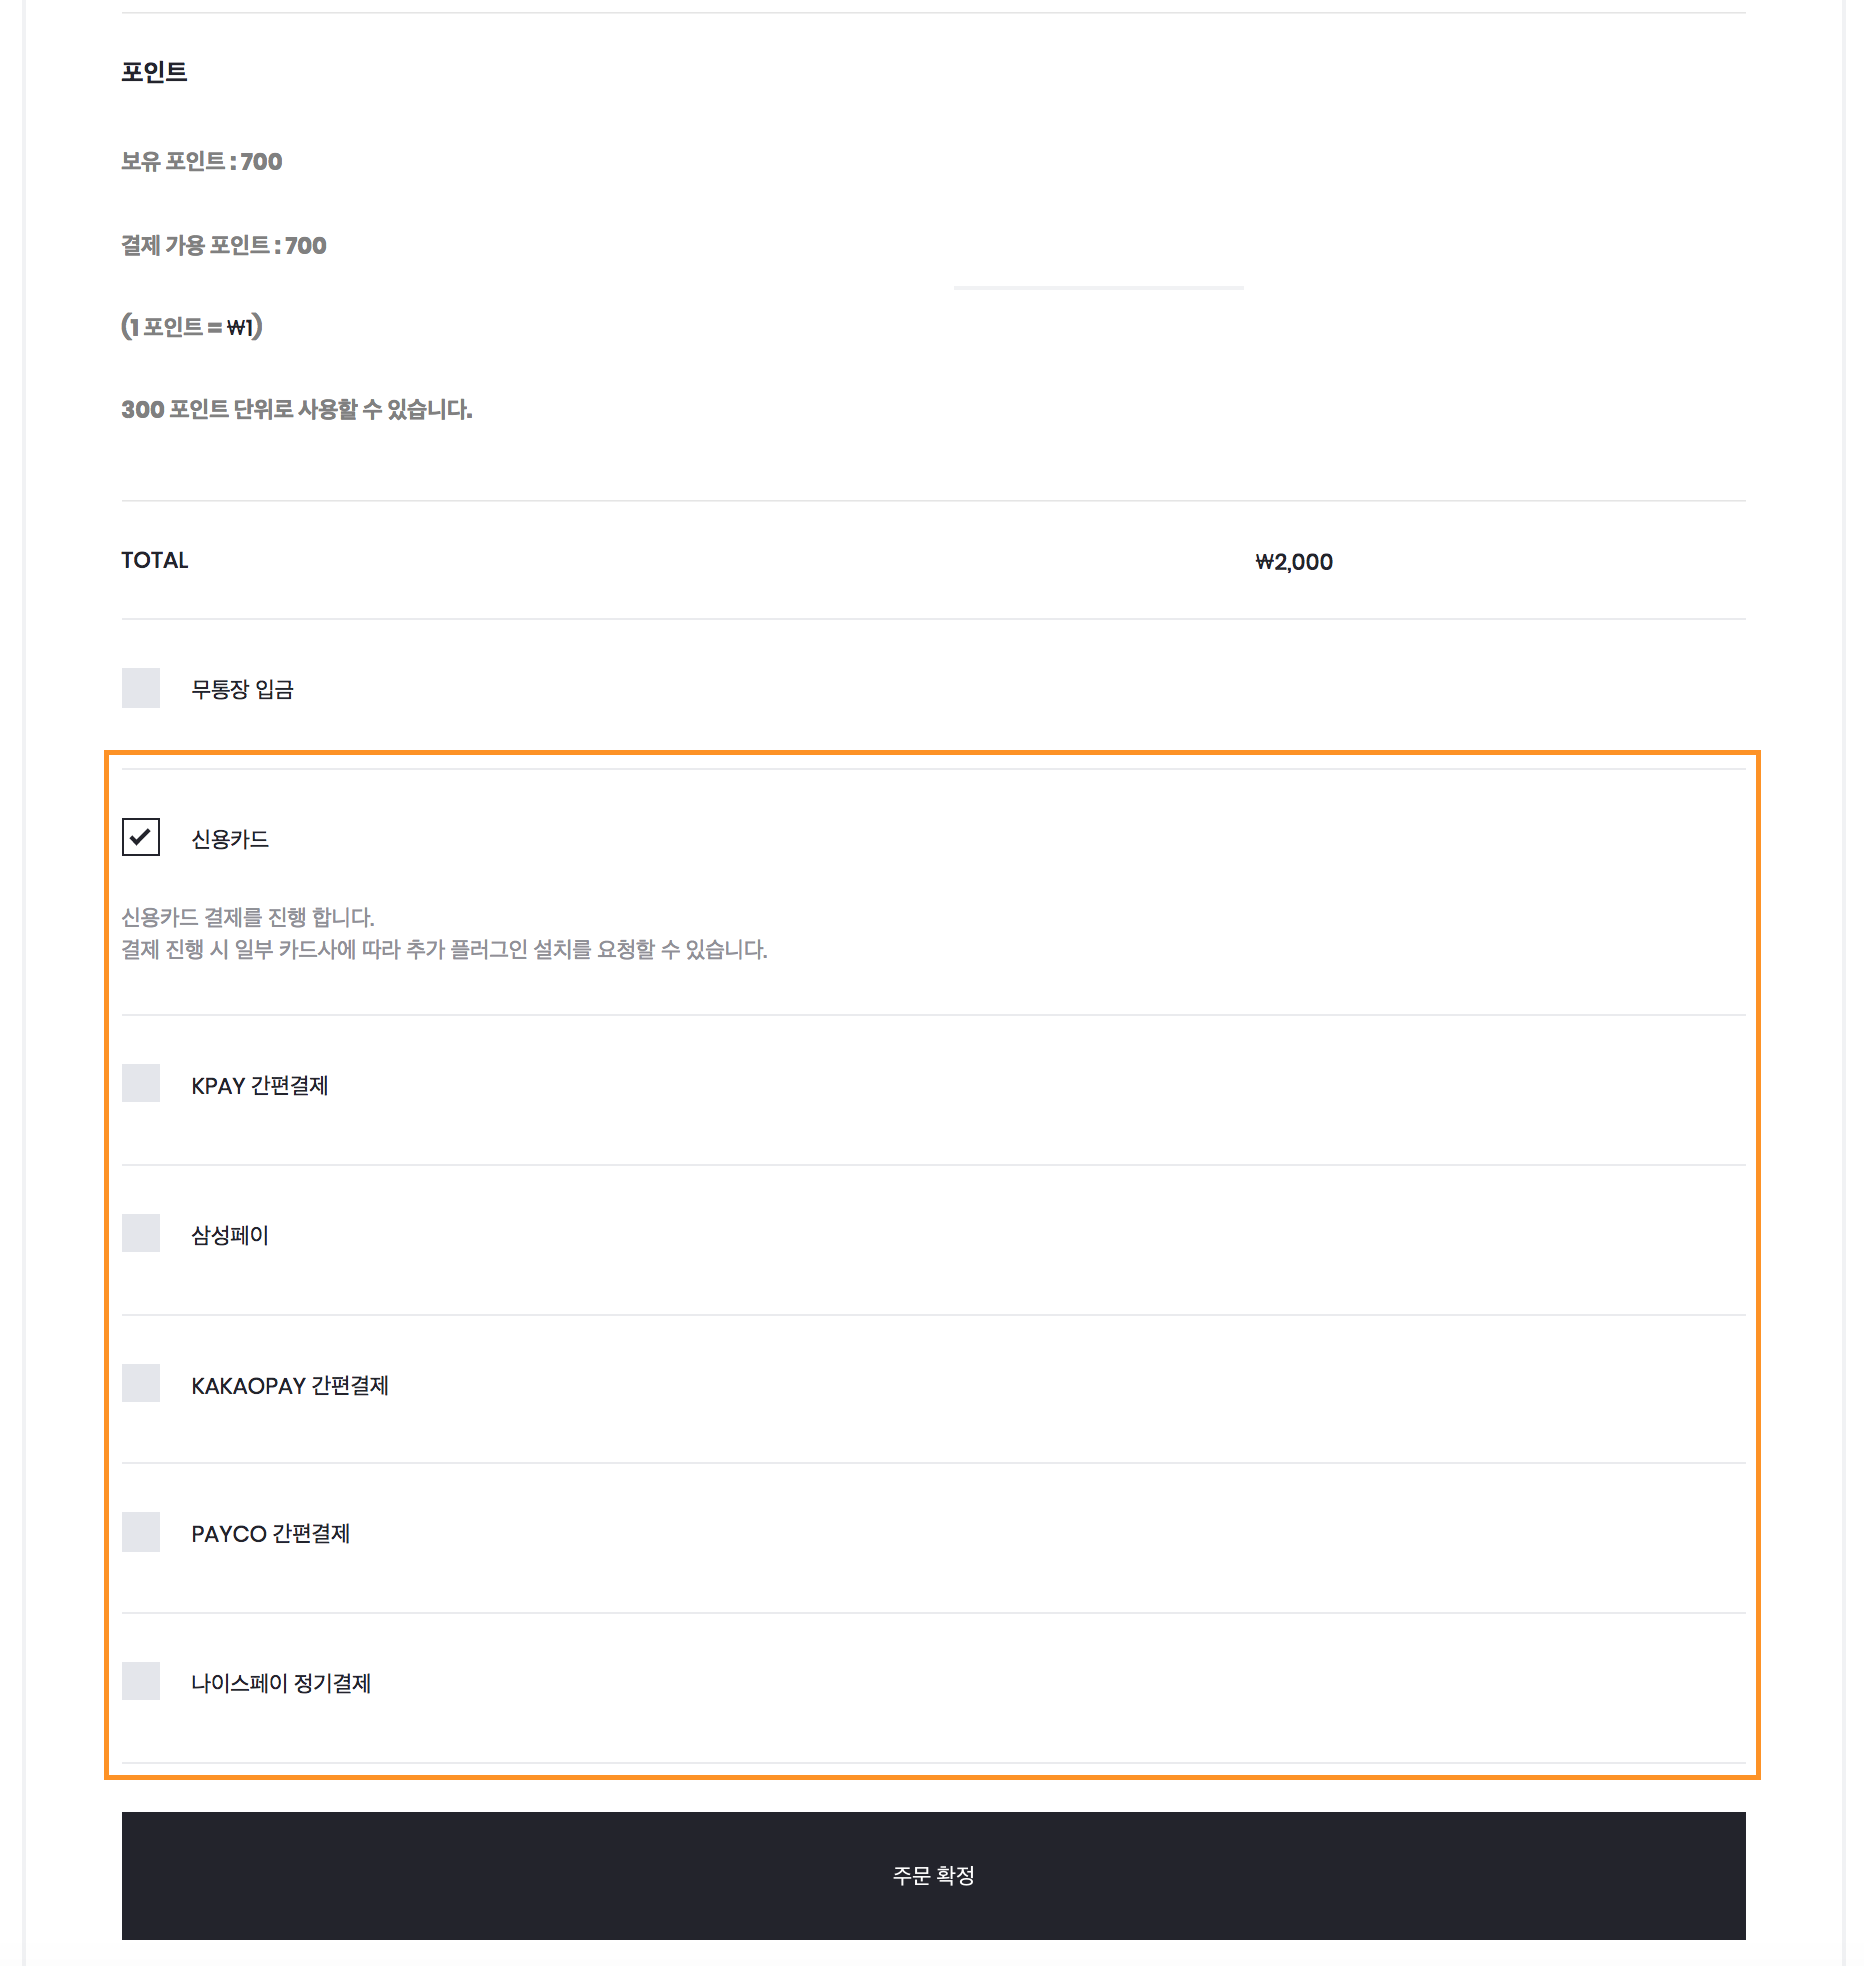 포인트
보유 포인트 : 700
결제 가용 포인트 : 700
(1 포인트 = ₩1)
300 포인트 단위로 사용할 수 있습니다.
TOTAL ₩2,000
무통장 입금
신용카드
신용카드 결제를 진행 합니다.
결제 진행 시 일부 카드사에 따라 추가 플러그인 설치를 요청할 수 있습니다.
KPAY 간편결제
삼성페이
KAKAOPAY 간편결제
PAYCO 간편결제
나이스페이 정기결제
주문 확정